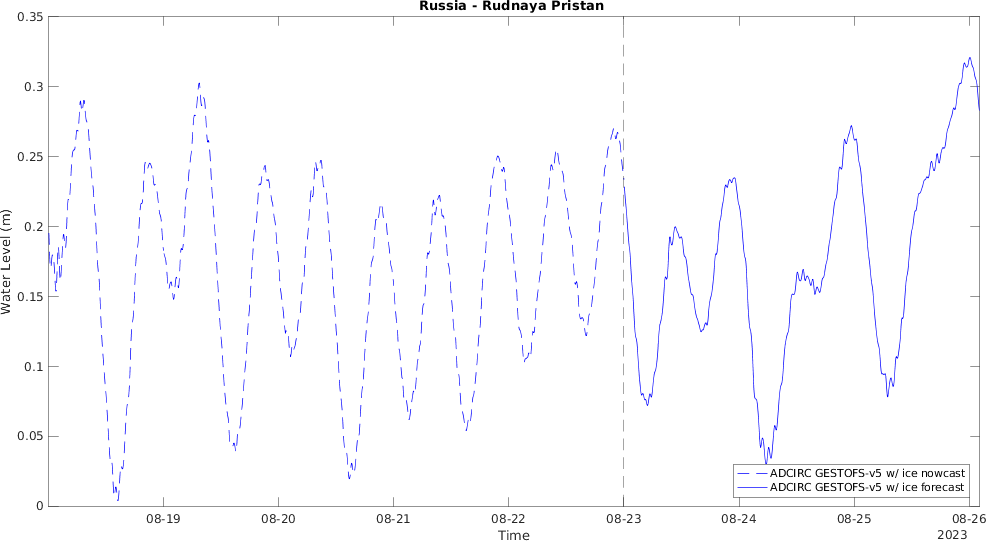 Russia - Rudnaya Pristan
0.35
0.3
0.25
0.2
0.15
0.1
0.05
0
Water Level (m)
08-19 08-20 08-21 08-22 08-23 08-24 08-25 08-26
Time
2023
ADCIRC GESTOFS-v5 w/ ice nowcast
ADCIRC GESTOFS-v5 w/ ice forecast